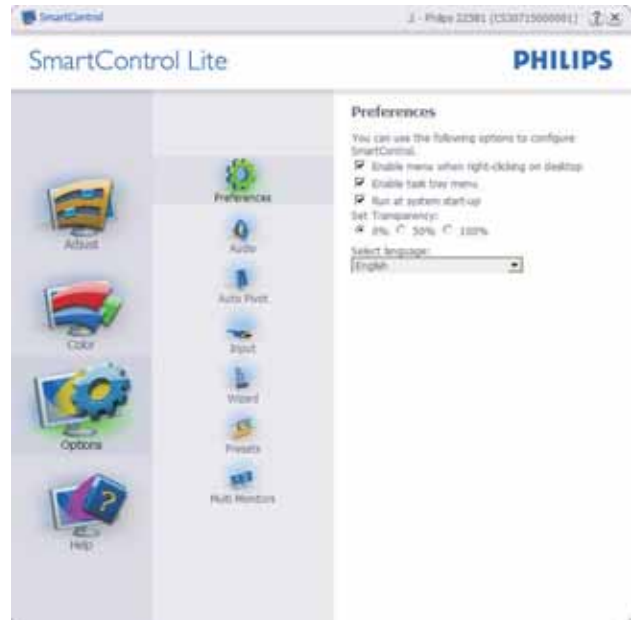 SmartControl
SmartControl Lite
PHILIPS
Adjust
Color
Options
Help
Preferences
Audio
Auto Pivot
Input
Wizard
Presets
Multi Monitors
Preferences
You can use the following options to configure
SmartControl.
Enable menu when right-clicking on desktop
Enable task tray menu
Run at system start-up
Set Transparency:
0% 50% 100%
Select language:
English